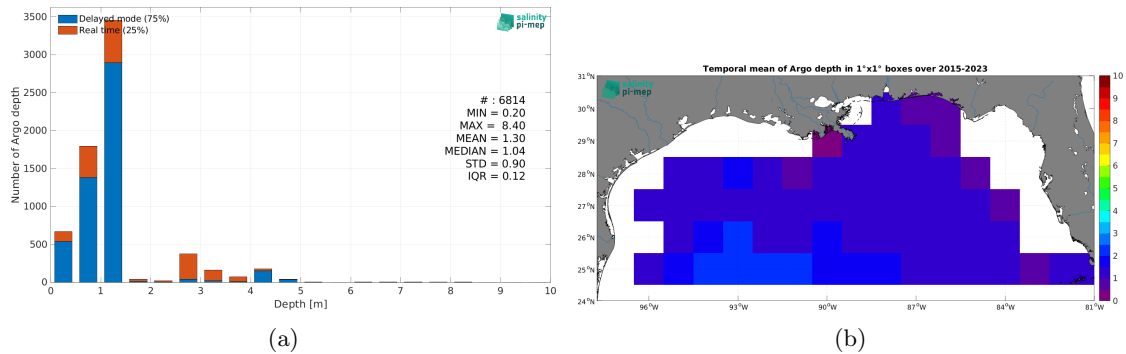 Delayed mode (75%)
Real time (25%)
salinity
pi-mep
3500
3000
2500
2000
1500
1000
500
0
Number of Argo depth
# : 6814
MIN = 0.20
MAX = 8.40
MEAN = 1.30
MEDIAN = 1.04
STD = 0.90
IQR = 0.12
0 1 2 3 4 5 6 7 8 9 10
Depth [m]
(a)
Temporal mean of Argo depth in 1°x1° boxes over 2015-2023
salinity
pi-mep
31°N
30°N
29°N
28°N
27°N
26°N
25°N
24°N
96°W 93°W 90°W 87°W 84°W 81°W
10
9
8
7
6
5
4
3
2
1
0
(b)